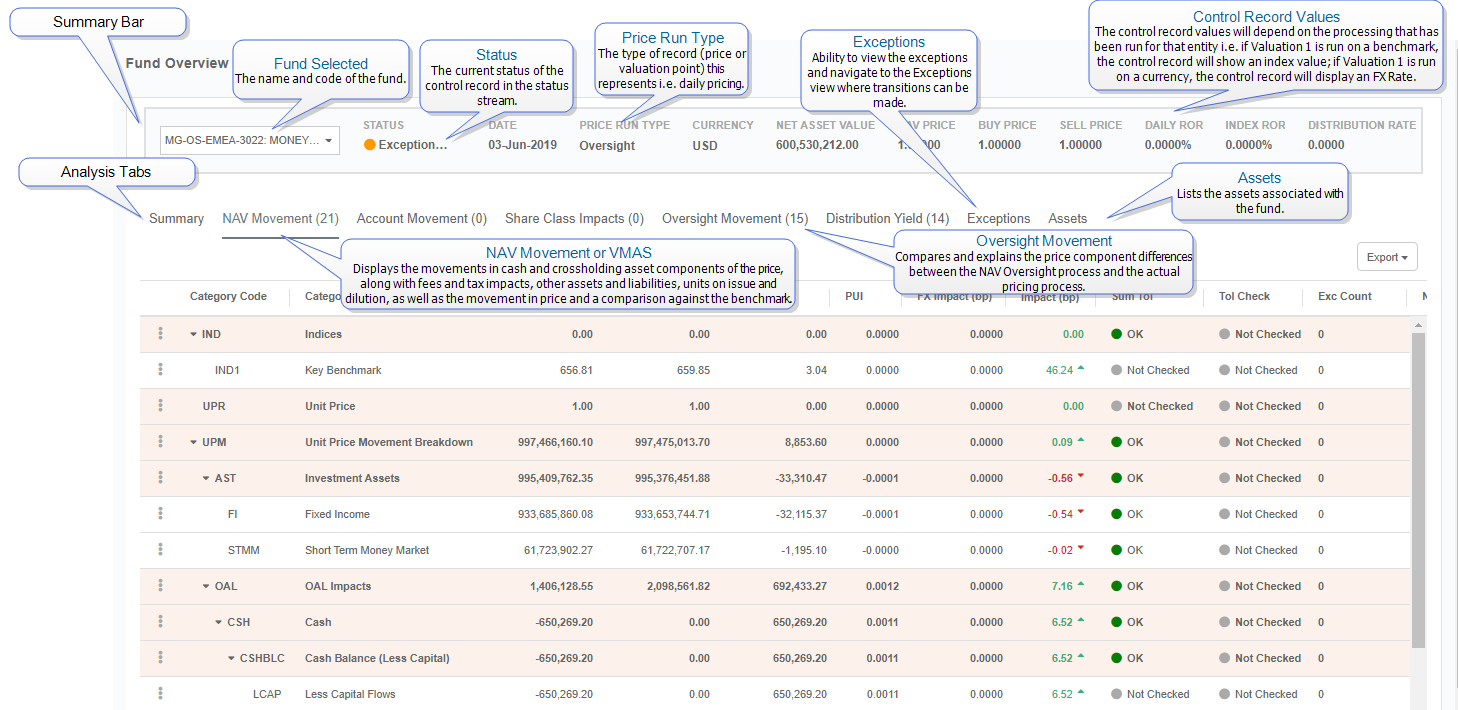 Summary Bar
Fund Overview
Fund Selected
The name and code of the fund.
Status
The current status of the
control record in the status
stream.
Price Run Type
The type of record (price or
valuation point) this
represents i.e. daily pricing.
Exceptions
Ability to view the exceptions
and navigate to the Exceptions
view where transitions can be
made.
Control Record Values
The control record values will depend on the processing that has
been run for that entity i.e. if Valuation 1 is run on a benchmark,
the control record will show an index value; if Valuation 1 is run
on a currency, the control record will display an FX Rate.
MG-OS-EMEA-3022: MONEY...
STATUS DATE PRICE RUN TYPE CURRENCY NET ASSET VALUE PRICE BUY PRICE SELL PRICE DAILY ROR INDEX ROR DISTRIBUTION RATE
Exception... 03-Jun-2019 Oversight USD 600,530,212.00 1.00000 1.00000 0.0000% 0.0000% 0.0000
Analysis Tabs
Assets
Lists the assets associated with
the fund.
Summary NAV Movement (21) Account Movement (0) Share Class Impacts (0) Oversight Movement (15) Distribution Yield (14) Exceptions Assets
NAV Movement or VMAS
Displays the movements in cash and crossholding asset components of the price,
along with fees and tax impacts, other assets and liabilities, units on issue and
dilution, as well as the movement in price and a comparison against the benchmark.
Oversight Movement
Compares and explains the price component differences
between the NAV Oversight process and the actual
pricing process.
Export
Category Code PUI FX Impact (bp) Impact (bp) Sum Tol Tol Check Exc Count
IND Indices 0.00 0.00 0.00 0.0000 0.0000 0.00 OK Not Checked 0
IND1 Key Benchmark 656.81 659.85 3.04 0.0000 0.0000 46.24 Not Checked Not Checked 0
UPR Unit Price 1.00 1.00 0.00 0.0000 0.0000 0.00 Not Checked Not Checked 0
UPM Unit Price Movement Breakdown 997,466,160.10 997,475,013.70 8,853.60 0.0000 0.0000 0.09 OK Not Checked 0
AST Investment Assets 995,409,762.35 995,376,451.88 -33,310.47 -0.0001 0.0000 -0.56 OK Not Checked 0
FI Fixed Income 933,685,860.08 933,653,744.71 -32,115.37 -0.0001 0.0000 -0.54 OK Not Checked 0
STMM Short Term Money Market 61,723,902.27 61,722,707.17 -1,195.10 -0.0000 0.0000 -0.02 OK Not Checked 0
OAL OAL Impacts 1,406,128.55 2,098,561.82 692,433.27 0.0012 0.0000 7.16 OK Not Checked 0
CSH Cash -650,269.20 0.00 650,269.20 0.0011 0.0000 6.52 OK Not Checked 0
CSHBLC Cash Balance (Less Capital) -650,269.20 0.00 650,269.20 0.0011 0.0000 6.52 OK Not Checked 0
LCAP Less Capital Flows -650,269.20 0.00 650,269.20 0.0011 0.0000 6.52 Not Checked Not Checked 0